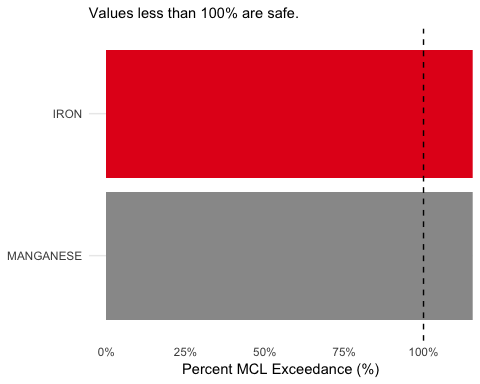 Values less than 100% are safe.
IRON
MANGANESE
0% 25% 50% 75% 100%
Percent MCL Exceedance (%)